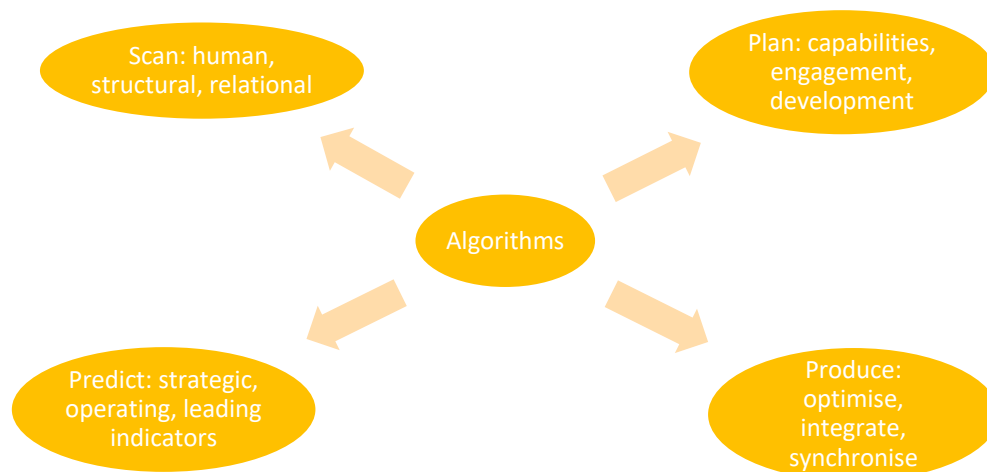 Scan: human,
structural, relational
Plan: capabilities,
engagement,
development
Algorithms
Predict: strategic,
operating, leading
indicators
Produce:
optimise,
integrate,
synchronise